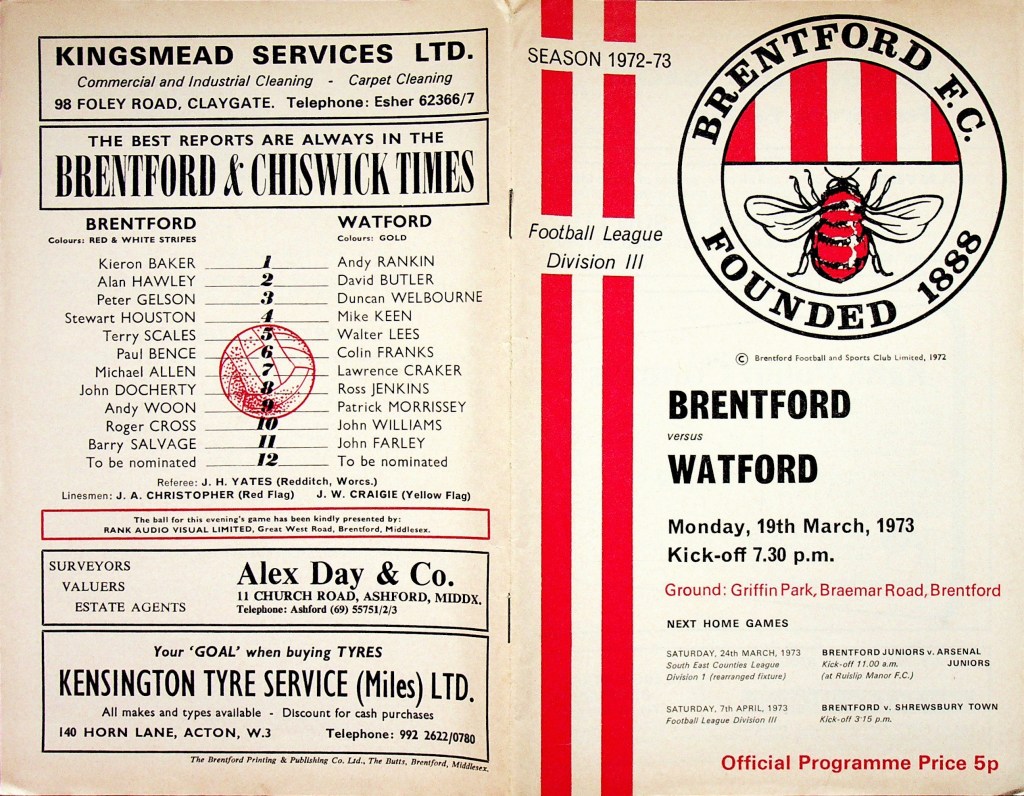 KINGSMEAD SERVICES LTD.
Commercial and Industrial Cleaning - Carpet Cleaning
98 FOLEY ROAD, CLAYGATE. Telephone: Esher 62366/7
THE BEST REPORTS ARE ALWAYS IN THE
BRENTFORD & CHISWICK TIMES
BRENTFORD WATFORD
Colours: RED & WHITE STRIPES Colours: GOLD
Kieron BAKER 1 Andy RANKIN
Alan HAWLEY 2 David BUTLER
Peter GELSON 3 Duncan WELBOURNE
Stewart HOUSTON 4 Mike KEEN
Terry SCALES 5 Walter LEES
Paul BENCE 6 Colin FRANKS
Michael ALLEN 7 Lawrence CRAKER
John DOCHERTY 8 Ross JENKINS
Andy WOON 9 Patrick MORRISSEY
Roger CROSS 10 John WILLIAMS
Barry SALVAGE 11 John FARLEY
To be nominated 12 To be nominated
Referee: J. H. YATES (Redditch, Worcs.)
Linesmen: J. A. CHRISTOPHER (Red Flag) J. W. CRAIGIE (Yellow Flag)
The ball for this evening's game has been kindly presented by:
RANK AUDIO VISUAL LIMITED, Great West Road, Brentford, Middlesex.
SURVEYORS
VALUERS
ESTATE AGENTS
Alex Day & Co.
11 CHURCH ROAD, ASHFORD, MIDDX.
Telephone: Ashford (69) 55751/2/3
Your 'GOAL' when buying TYRES
KENSINGTON TYRE SERVICE (Miles) LTD.
All makes and types available - Discount for cash purchases
140 HORN LANE, ACTON, W.3 Telephone: 992 2622/0780
The Brentford Printing & Publishing Co. Ltd., The Butts, Brentford, Middlesex.
SEASON 1972-73
BRENTFORD F.C.
FOUNDED 1888
Football League
Division III
© Brentford Football and Sports Club Limited, 1972
BRENTFORD
versus
WATFORD
Monday, 19th March, 1973
Kick-off 7.30 p.m.
Ground: Griffin Park, Braemar Road, Brentford
NEXT HOME GAMES
SATURDAY, 24th MARCH, 1973 BRENTFORD JUNIORS v. ARSENAL
South East Counties League Kick-off 11.00 a.m. JUNIORS
Division 1 (rearranged fixture) (at Ruislip Manor F.C.)
SATURDAY, 7th APRIL, 1973 BRENTFORD v. SHREWSBURY TOWN
Football League Division III Kick-off 3·15 p.m.
Official Programme Price 5p